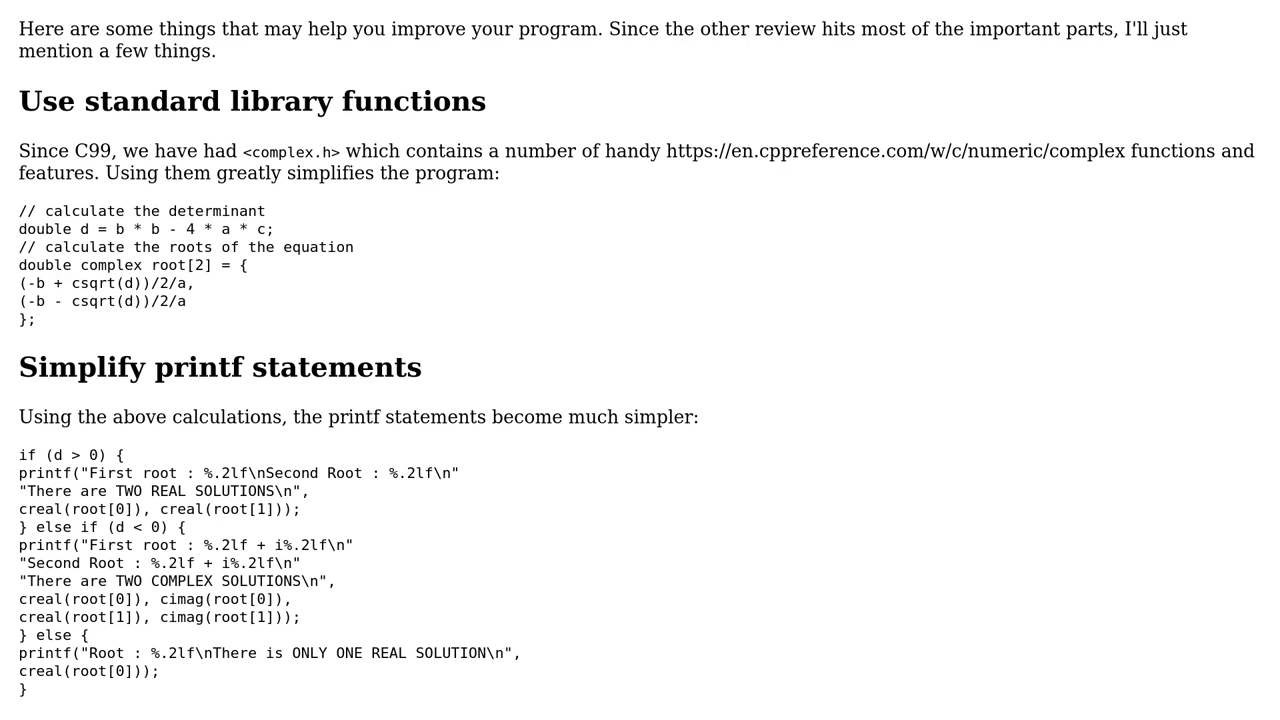 Here are some things that may help you improve your program. Since the other review hits most of the important parts, I'll just
mention a few things.
Use standard library functions
Since C99, we have had <complex.h> which contains a number of handy https://en.cppreference.com/w/c/numeric/complex functions and
features. Using them greatly simplifies the program:
// calculate the determinant
double d = b * b - 4 * a * c;
// calculate the roots of the equation
double complex root[2] = {
(-b + csqrt(d))/2/a,
(-b - csqrt(d))/2/a
};
Simplify printf statements
Using the above calculations, the printf statements become much simpler:
if (d > 0) {
printf("First root : %.2lf\nSecond Root : %.2lf\n"
"There are TWO REAL SOLUTIONS\n",
creal(root[0]), creal(root[1]));
} else if (d < 0) {
printf("First root : %.2lf + i%.2lf\n"
"Second Root : %.2lf + i%.2lf\n"
"There are TWO COMPLEX SOLUTIONS\n",
creal(root[0]), cimag(root[0]),
creal(root[1]), cimag(root[1]));
} else {
printf("Root : %.2lf\nThere is ONLY ONE REAL SOLUTION\n",
creal(root[0]));
}